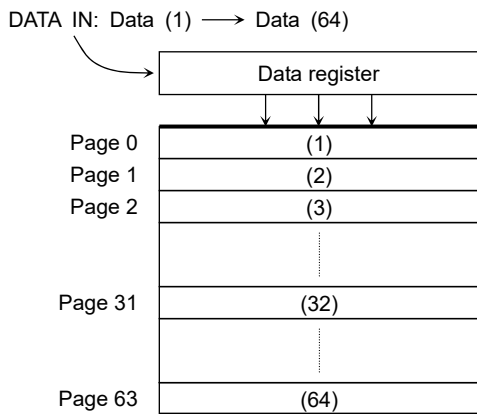 DATA IN: Data (1) ⟶ Data (64)
Data register
Page 0 (1)
Page 1 (2)
Page 2 (3)
Page 31 (32)
Page 63 (64)